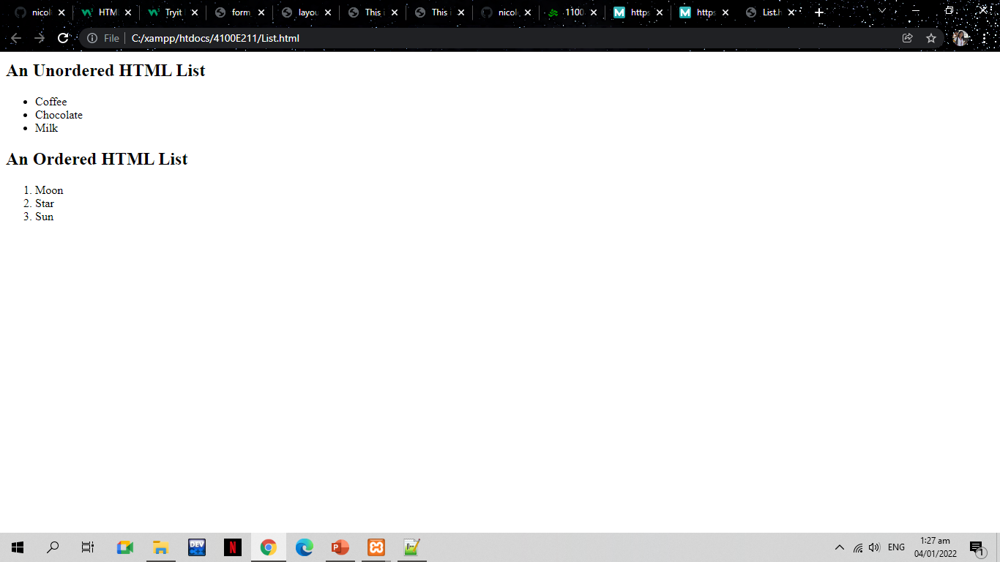 nicol
HTM
Tryit
form
layou
This i
This i
nicol
1100
https
https
List.h
File
C:/xampp/htdocs/4100E211/List.html
An Unordered HTML List
• Coffee
• Chocolate
• Milk
An Ordered HTML List
1. Moon
2. Star
3. Sun
DEV
N
P
ENG
1:27 am
04/01/2022
1